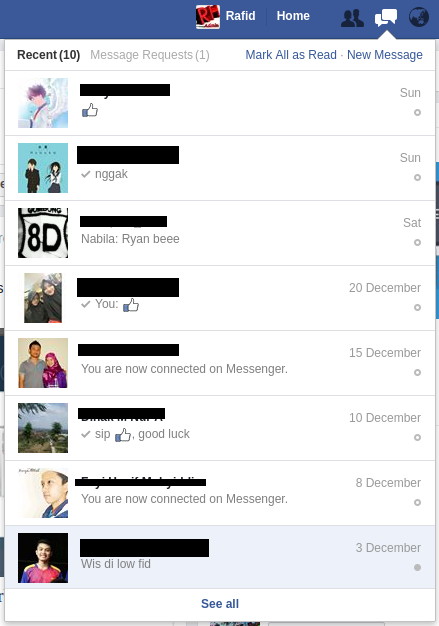 Rafid
Home
Recent (10) Message Requests (1) Mark All as Read · New Message
Sun
Sun
nggak
Sat
8D
Nabila: Ryan beee
20 December
You:
15 December
You are now connected on Messenger.
10 December
sip , good luck
8 December
You are now connected on Messenger.
3 December
Wis di low fid
See all